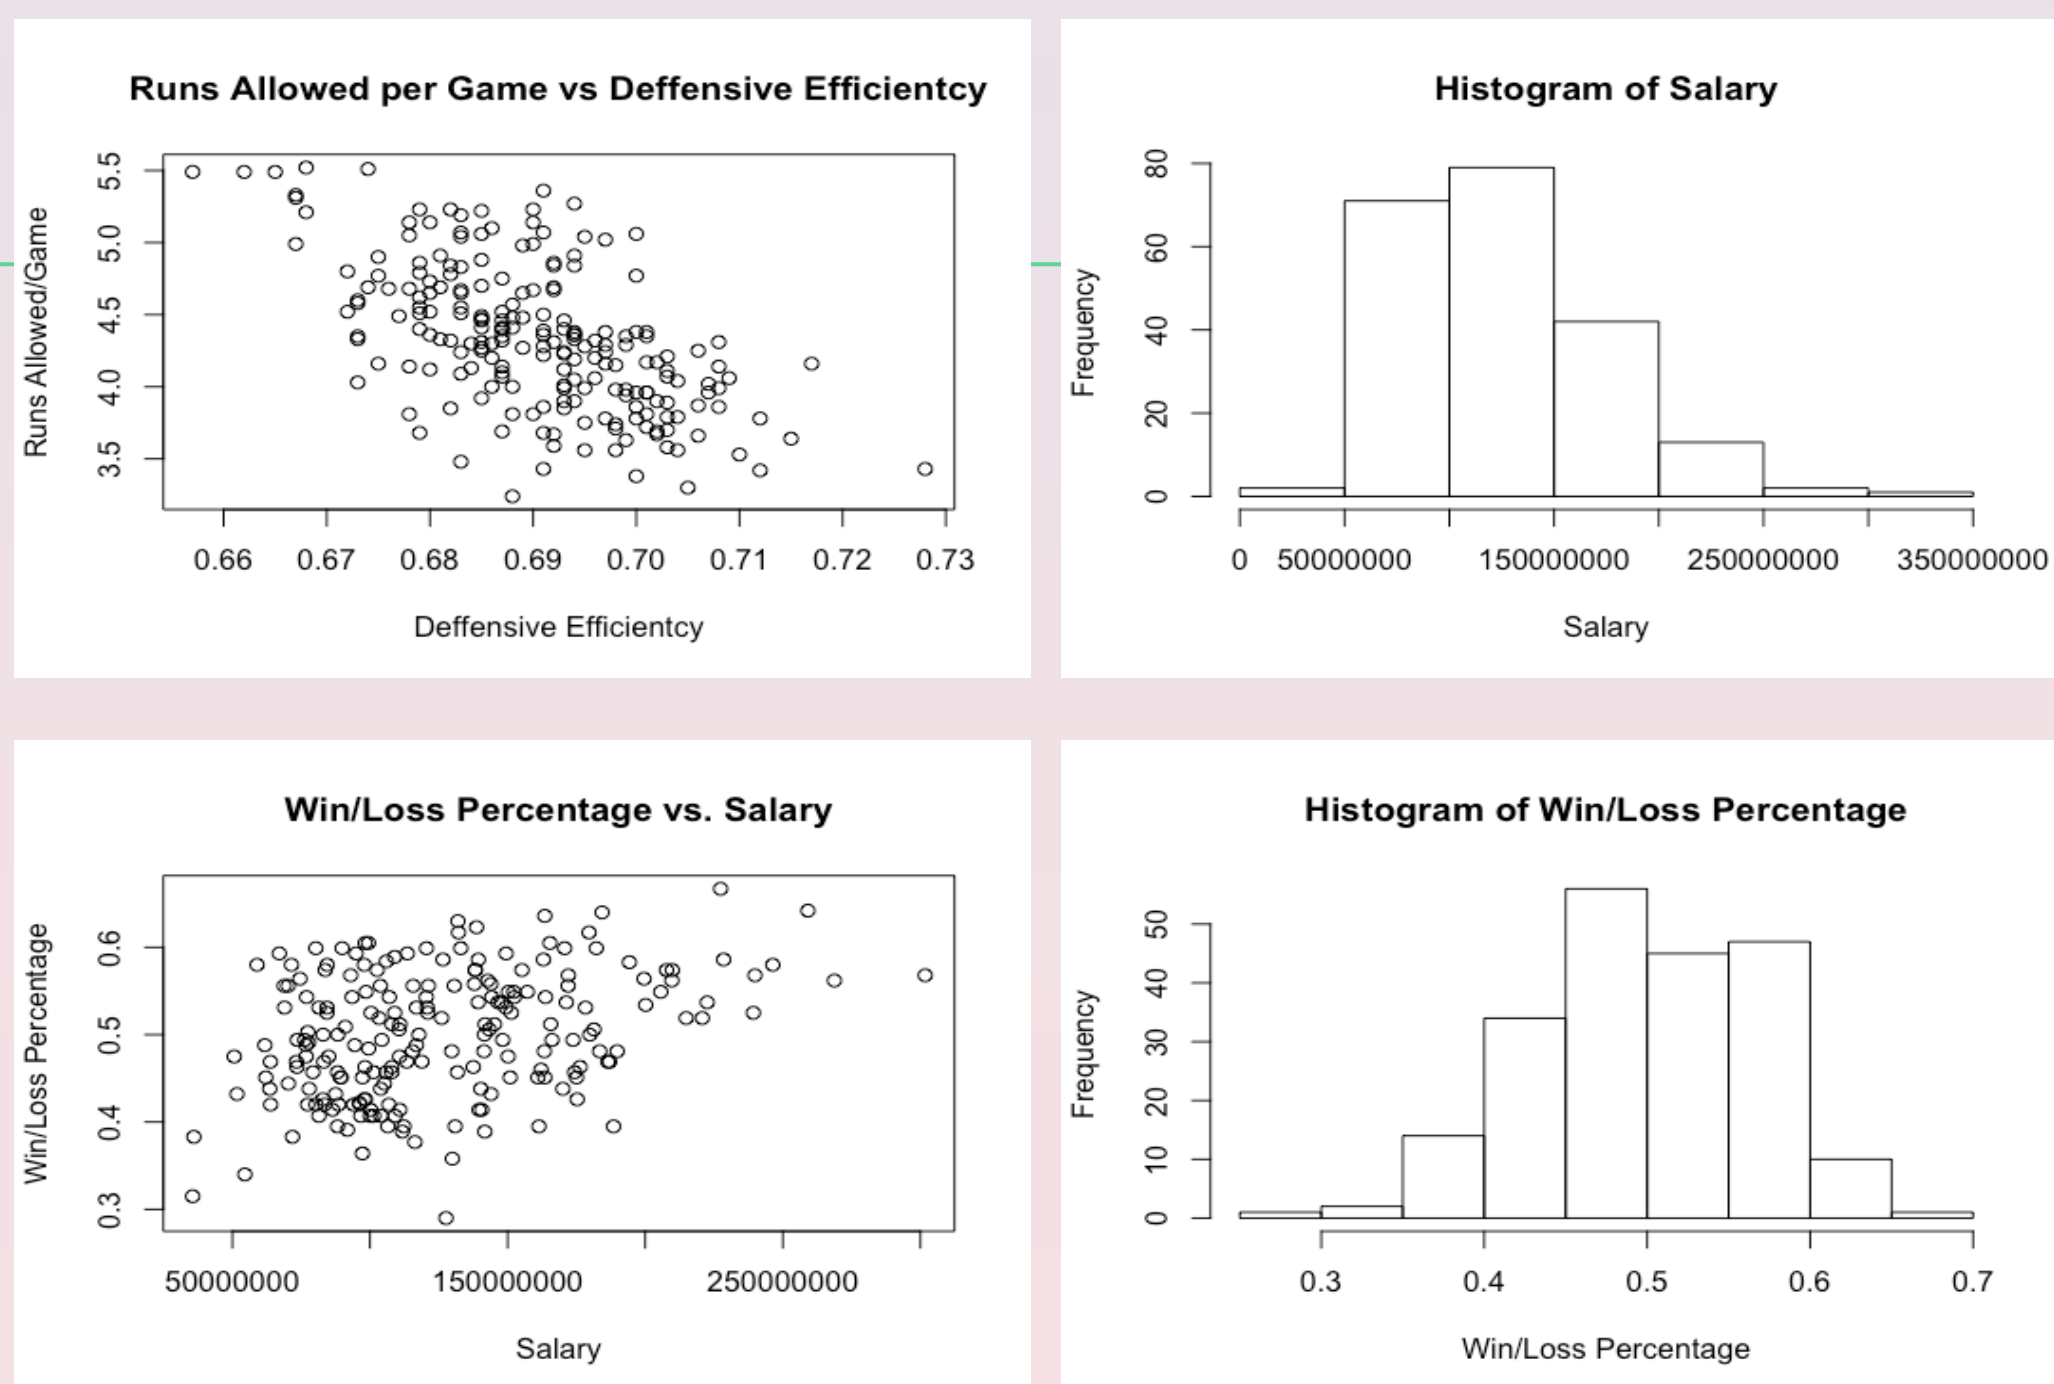 Runs Allowed per Game vs Deffensive Efficientcy
Runs Allowed/Game
5.5
5.0
4.5
4.0
3.5
0.66 0.67 0.68 0.69 0.70 0.71 0.72 0.73
Deffensive Efficientcy
Histogram of Salary
Frequency
80
60
40
20
0
0 50000000 150000000 250000000 350000000
Salary
Win/Loss Percentage vs. Salary
Win/Loss Percentage
0.6
0.5
0.4
0.3
50000000 150000000 250000000
Salary
Histogram of Win/Loss Percentage
Frequency
50
40
30
20
10
0
0.3 0.4 0.5 0.6 0.7
Win/Loss Percentage